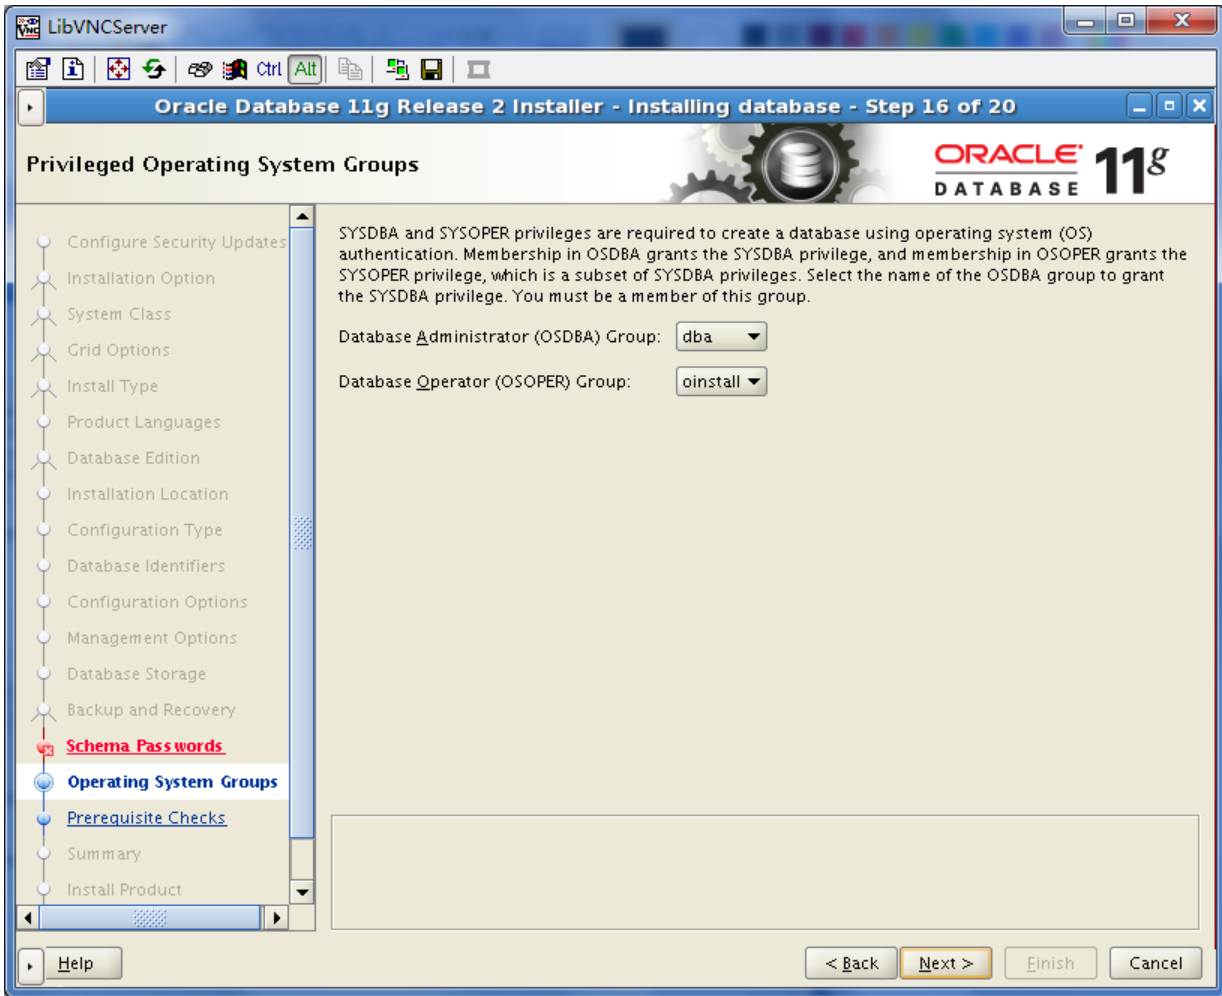 LibVNCServer
Ctrl Alt
Oracle Database 11g Release 2 Installer - Installing database - Step 16 of 20
Privileged Operating System Groups
ORACLE
DATABASE
11g
Configure Security Updates
Installation Option
System Class
Grid Options
Install Type
Product Languages
Database Edition
Installation Location
Configuration Type
Database Identifiers
Configuration Options
Management Options
Database Storage
Backup and Recovery
Schema Passwords
Operating System Groups
Prerequisite Checks
Summary
Install Product
SYSDBA and SYSOPER privileges are required to create a database using operating system (OS)
authentication. Membership in OSDBA grants the SYSDBA privilege, and membership in OSOPER grants the
SYSOPER privilege, which is a subset of SYSDBA privileges. Select the name of the OSDBA group to grant
the SYSDBA privilege. You must be a member of this group.
Database Administrator (OSDBA) Group: dba
Database Operator (OSOPER) Group: oinstall
Help
< Back Next > Finish Cancel